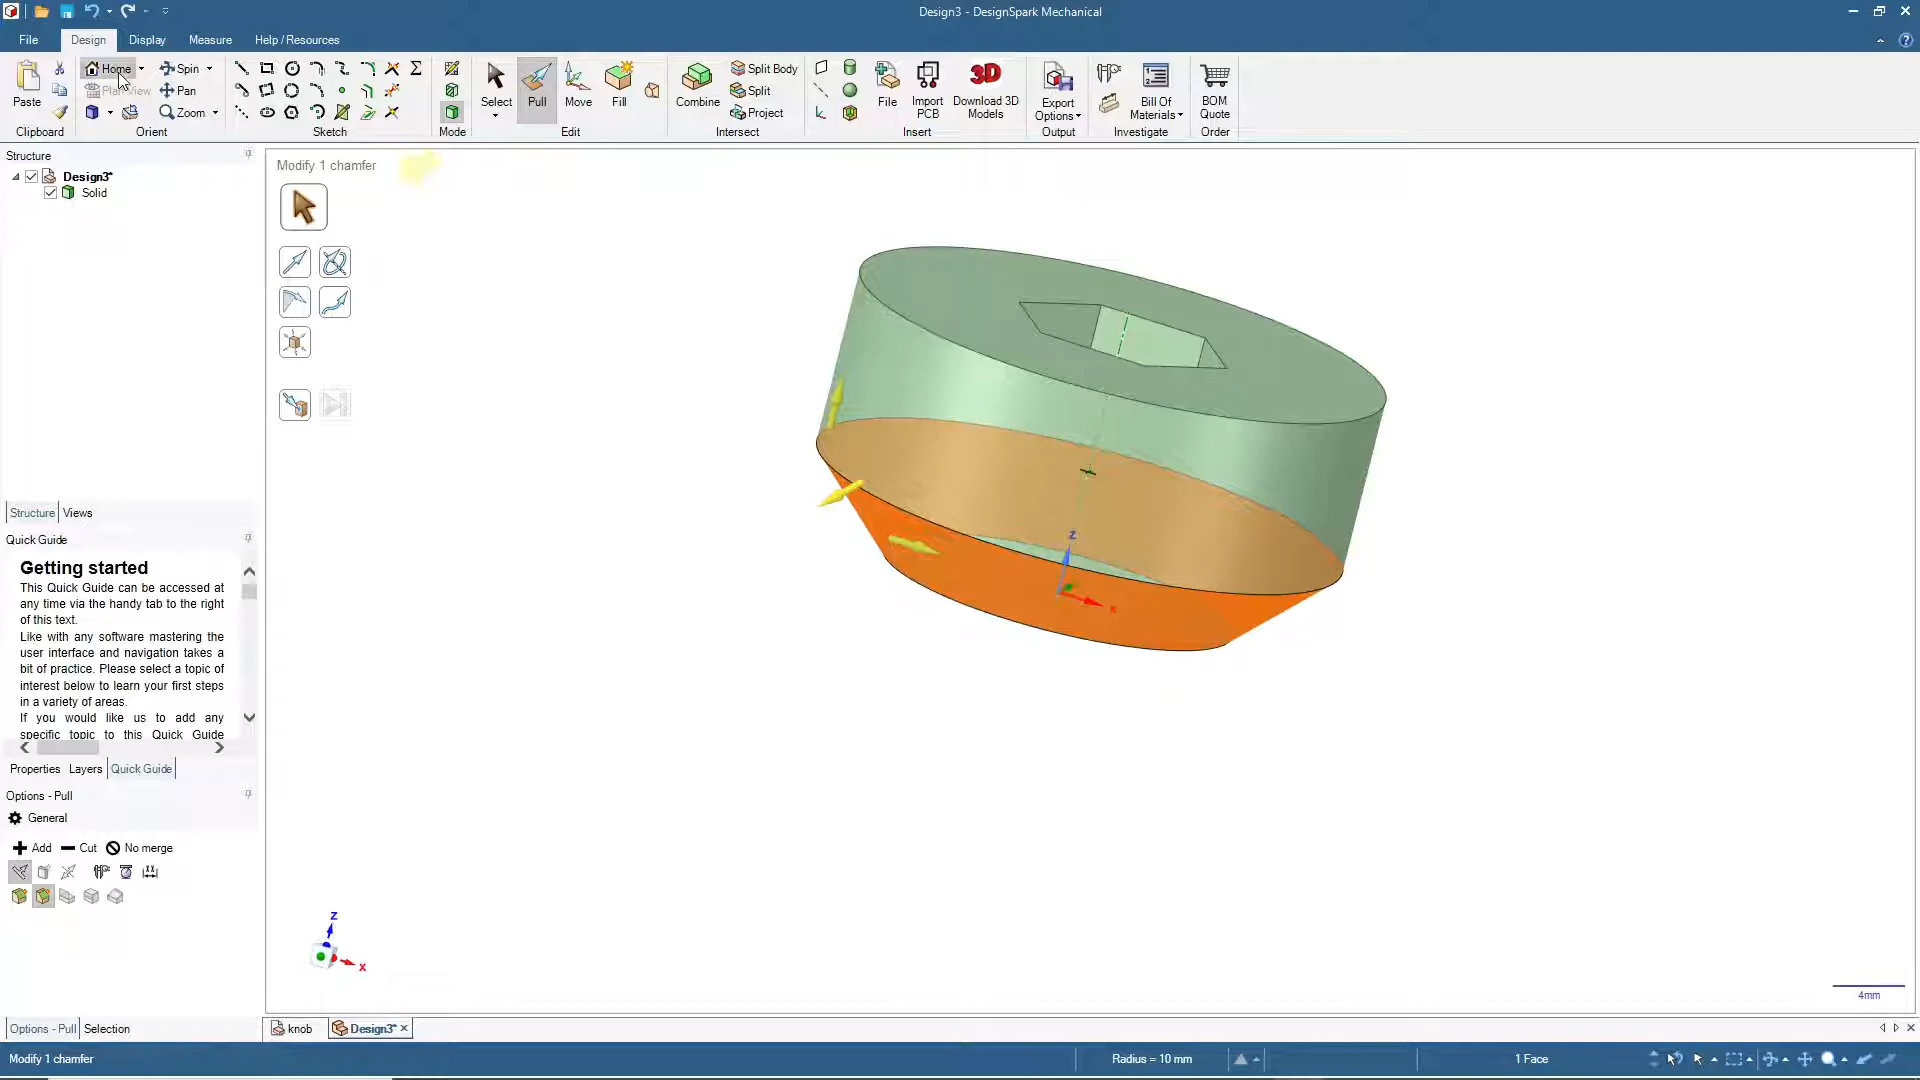 Design3 - DesignSpark Mechanical
File Design Display Measure Help / Resources
Paste
Clipboard
Home Spin
Plan View Pan
Zoom
Orient
Sketch
Mode
Select Pull Move Fill
Edit
Combine
Split Body
Split
Project
Intersect
File
Import PCB
3D
Download 3D Models
Insert
Export Options
Output
Bill Of Materials
Investigate
BOM Quote
Order
Structure
Design3*
Solid
Structure Views
Quick Guide
Getting started
This Quick Guide can be accessed at
any time via the handy tab to the right
of this text.
Like with any software mastering the
user interface and navigation takes a
bit of practice. Please select a topic of
interest below to learn your first steps
in a variety of areas.
If you would like us to add any
specific topic to this Quick Guide
Properties Layers Quick Guide
Options - Pull
General
Add Cut No merge
Options - Pull Selection
Modify 1 chamfer
Z
x
Z
X
4mm
knob Design3*
Modify 1 chamfer
Radius = 10 mm
1 Face